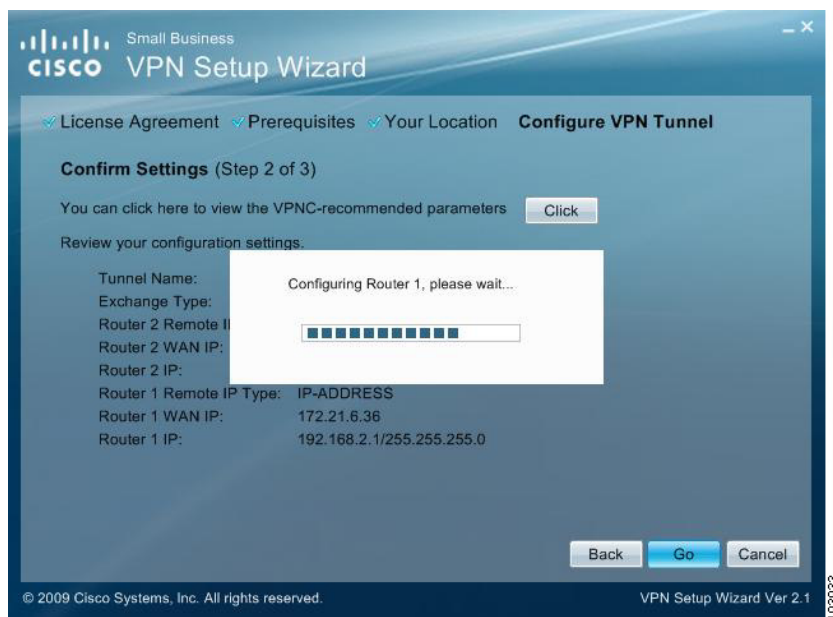 Small Business
CISCO VPN Setup Wizard
License Agreement Prerequisites Your Location Configure VPN Tunnel
Confirm Settings (Step 2 of 3)
You can click here to view the VPNC-recommended parameters Click
Review your configuration settings.
Tunnel Name:
Configuring Router 1, please wait...
Exchange Type:
Router 2 Remote
Router 2 WAN IP:
Router 2 IP:
Router 1 Remote IP Type: IP-ADDRESS
Router 1 WAN IP: 172.21.6.36
Router 1 IP: 192.168.2.1/255.255.255.0
Back Go Cancel
© 2009 Cisco Systems, Inc. All rights reserved. VPN Setup Wizard Ver 2.1